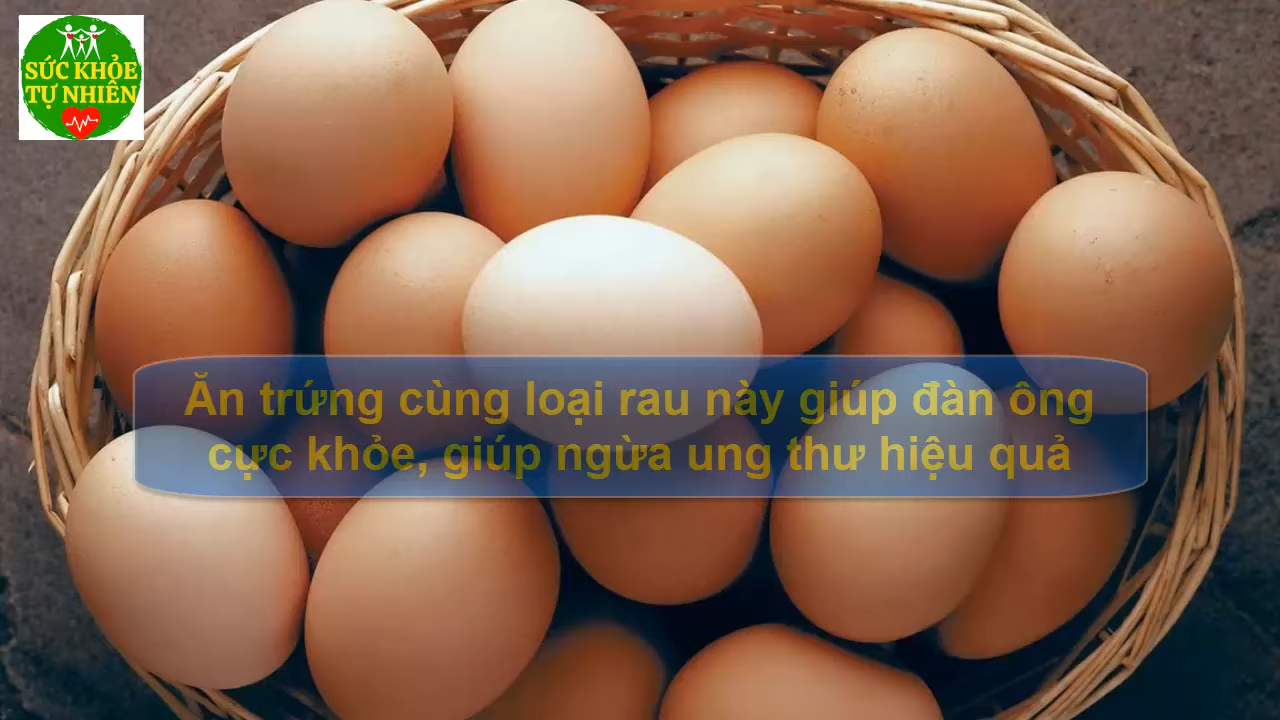 SỨC KHỎE
TỰ NHIÊN
Ăn trứng cùng loại rau này giúp đàn ông
cực khỏe, giúp ngừa ung thư hiệu quả